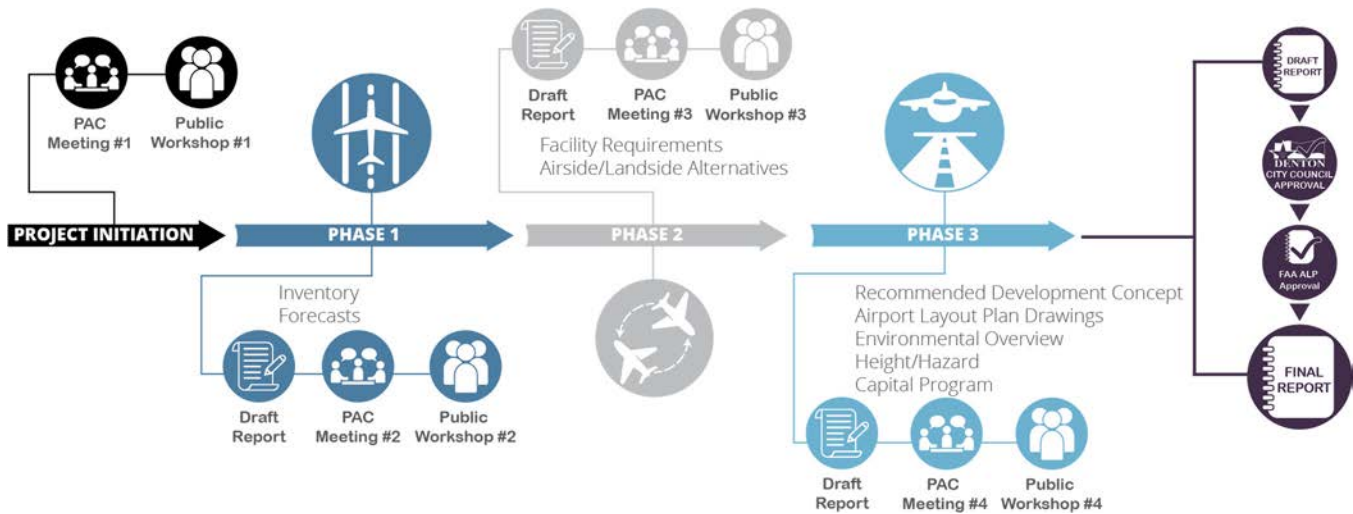 PAC
Meeting #1
Public
Workshop #1
PROJECT INITIATION
PHASE 1
Inventory
Forecasts
Draft
Report
PAC
Meeting #2
Public
Workshop #2
Draft
Report
PAC
Meeting #3
Public
Workshop #3
Facility Requirements
Airside/Landside Alternatives
PHASE 2
PHASE 3
Recommended Development Concept
Airport Layout Plan Drawings
Environmental Overview
Height/Hazard
Capital Program
Draft
Report
PAC
Meeting #4
Public
Workshop #4
DRAFT
REPORT
DENTON
CITY COUNCIL
APPROVAL
FAA ALP
Approval
FINAL
REPORT